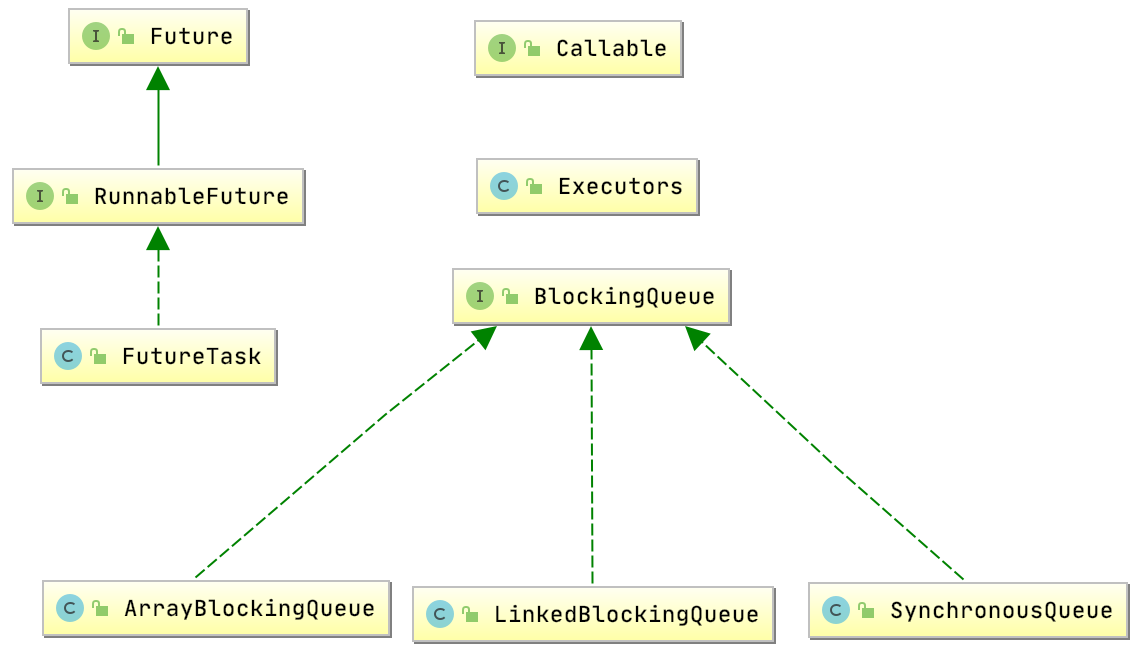 I Future
I Callable
I RunnableFuture
C Executors
I BlockingQueue
C FutureTask
C ArrayBlockingQueue
C LinkedBlockingQueue
C SynchronousQueue